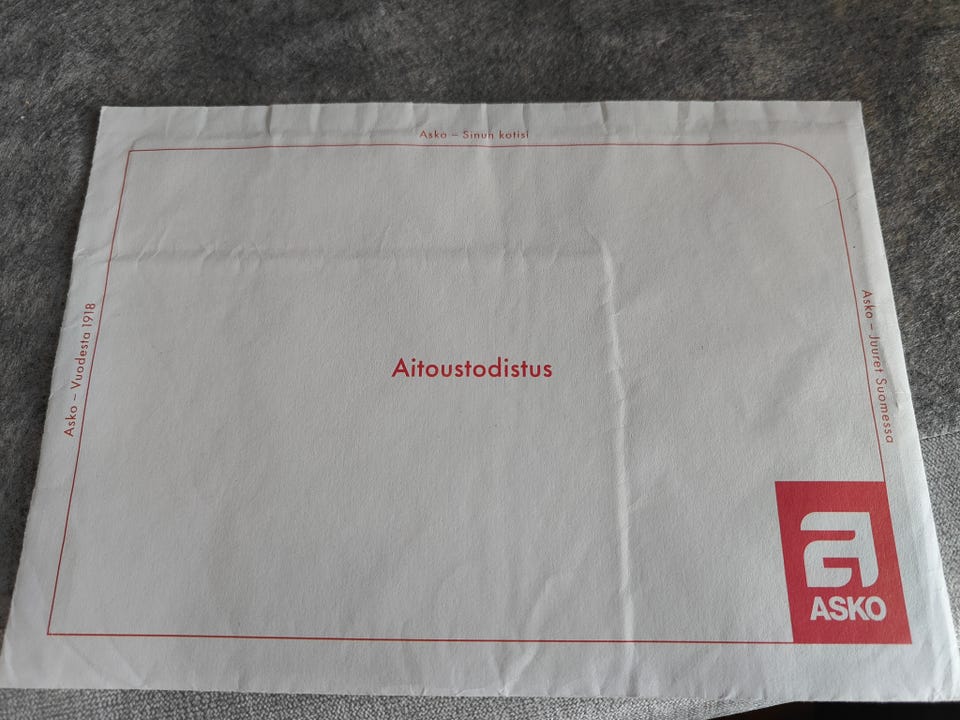 Asko – Sinun kotisi
Asko – Vuodesta 1918
Aitoustodistus
Asko – Juuret Suomessa
a
ASKO